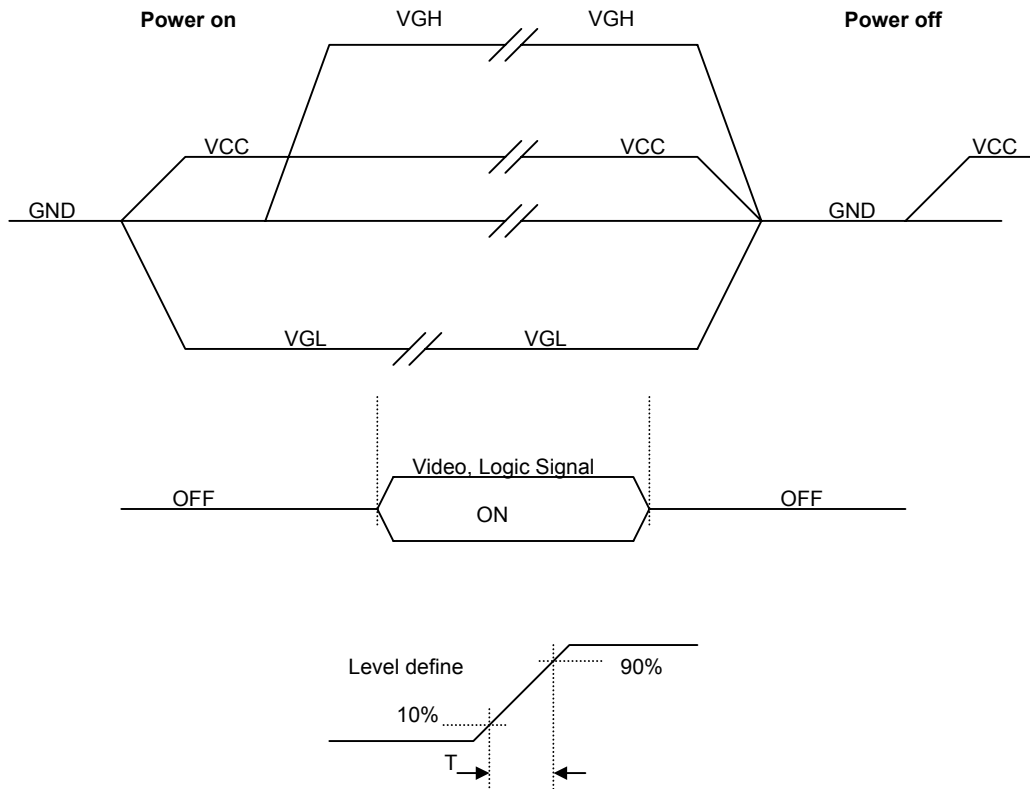 Power on VGH VGH Power off
VCC VCC VCC
GND GND
VGL VGL
Video, Logic Signal
OFF ON OFF
Level define 90%
10%
T